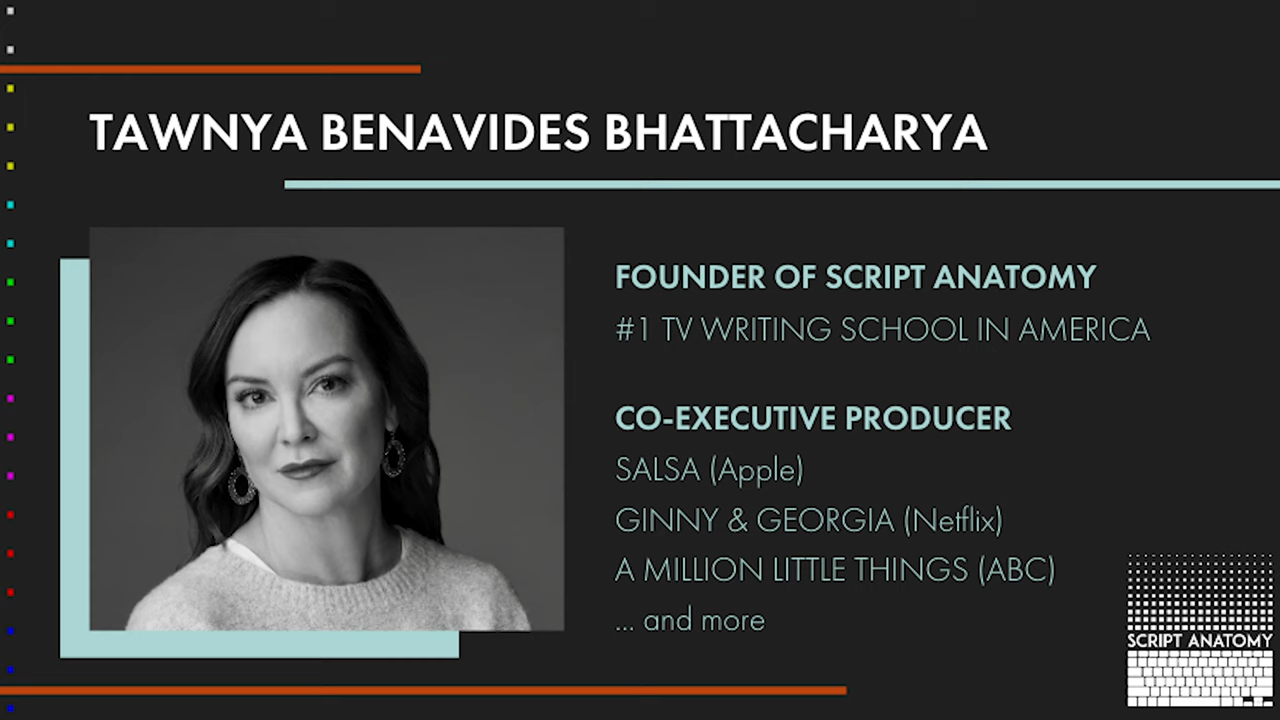 TAWNYA BENAVIDES BHATTACHARYA
FOUNDER OF SCRIPT ANATOMY
#1 TV WRITING SCHOOL IN AMERICA
CO-EXECUTIVE PRODUCER
SALSA (Apple)
GINNY & GEORGIA (Netflix)
A MILLION LITTLE THINGS (ABC)
... and more
SCRIPT ANATOMY